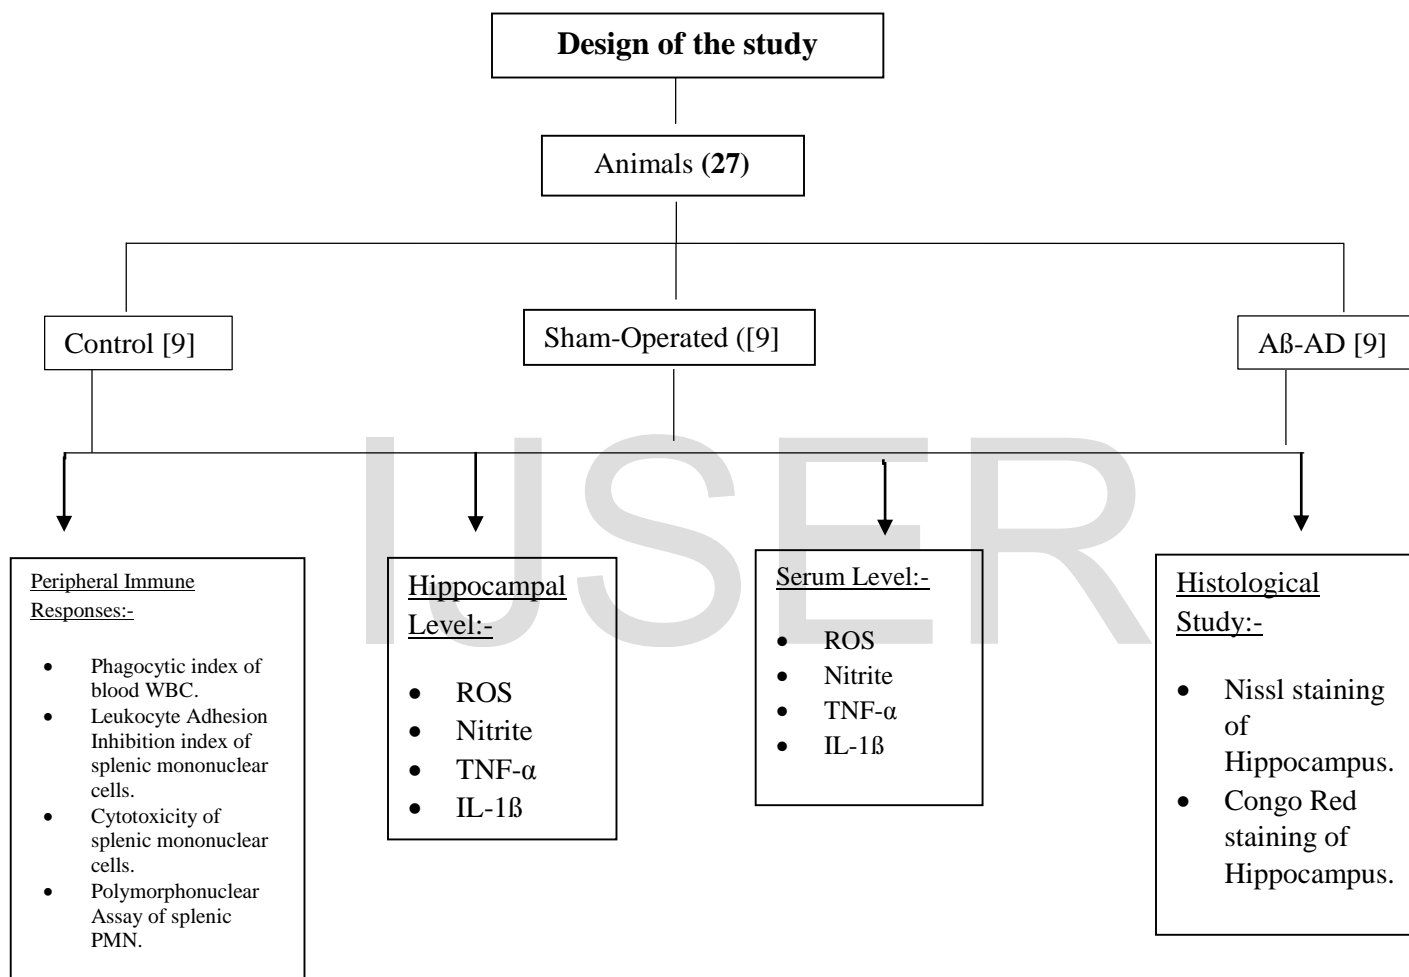 Design of the study
Animals (27)
Control [9]
Sham-Operated ([9]
Aß-AD [9]
IJSER
Peripheral Immune
Responses:-
• Phagocytic index of
blood WBC.
• Leukocyte Adhesion
Inhibition index of
splenic mononuclear
cells.
• Cytotoxicity of
splenic mononuclear
cells.
• Polymorphonuclear
Assay of splenic
PMN.
Hippocampal
Level:-
• ROS
• Nitrite
• TNF-α
• IL-1ß
Serum Level:-
• ROS
• Nitrite
• TNF-α
• IL-1ß
Histological
Study:-
• Nissl staining
of
Hippocampus.
• Congo Red
staining of
Hippocampus.